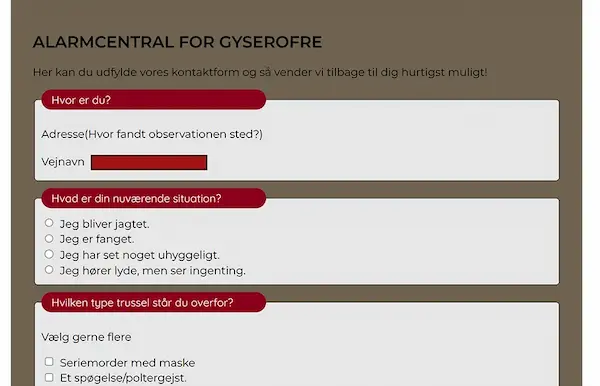 ALARMCENTRAL FOR GYSEROFRE
Her kan du udfylde vores kontaktform og så vender vi tilbage til dig hurtigst muligt!
Hvor er du?
Adresse(Hvor fandt observationen sted?)
Vejnavn
Hvad er din nuværende situation?
Jeg bliver jagtet.
Jeg er fanget.
Jeg har set noget uhyggeligt.
Jeg hører lyde, men ser ingenting.
Hvilken type trussel står du overfor?
Vælg gerne flere
Seriemorder med maske
Et spøgelse/poltergejst.